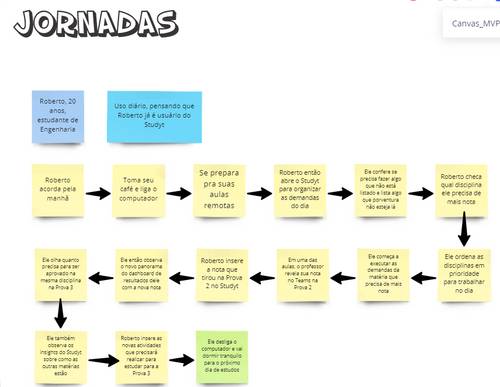 JORNADAS
Canvas_MVP
Roberto, 20
anos,
estudante de
Engenharia
Uso diário, pensando que
Roberto já é usuário do
Studyt
Roberto
acorda pela
manhã
Toma seu
café e liga o
computador
Se prepara
pra suas
aulas
remotas
Roberto então
abre o Studyt
para organizar
as demandas
do dia
Ele confere se
precisa fazer algo
que não está
listado e lista algo
que porventura
não esteja lá
Roberto checa
qual disciplina
ele precisa de
mais nota
Ele ordena as
disciplinas em
prioridade
para trabalhar
no dia
Ele começa a
executar as
demandas da
matéria que
precisa de mais
nota
Em uma das
aulas, o professor
revela sua nota
no Teams na
Prova 2
Roberto insere
a nota que
tirou na Prova
2 no Studyt
Ele então observa
o novo panorama
do dashboard de
resultados dele
com a nova nota
Ele olha quanto
precisa para ser
aprovado na
mesma disciplina
na Prova 3
Ele também
observa os
insights do Studyt
sobre como as
outras matérias
estão
Roberto insere as
novas atividades
que precisará
realizar para
estudar para a
Prova 3
Ele desliga o
computador e vai
dormir tranquilo
para o próximo
dia de estudos